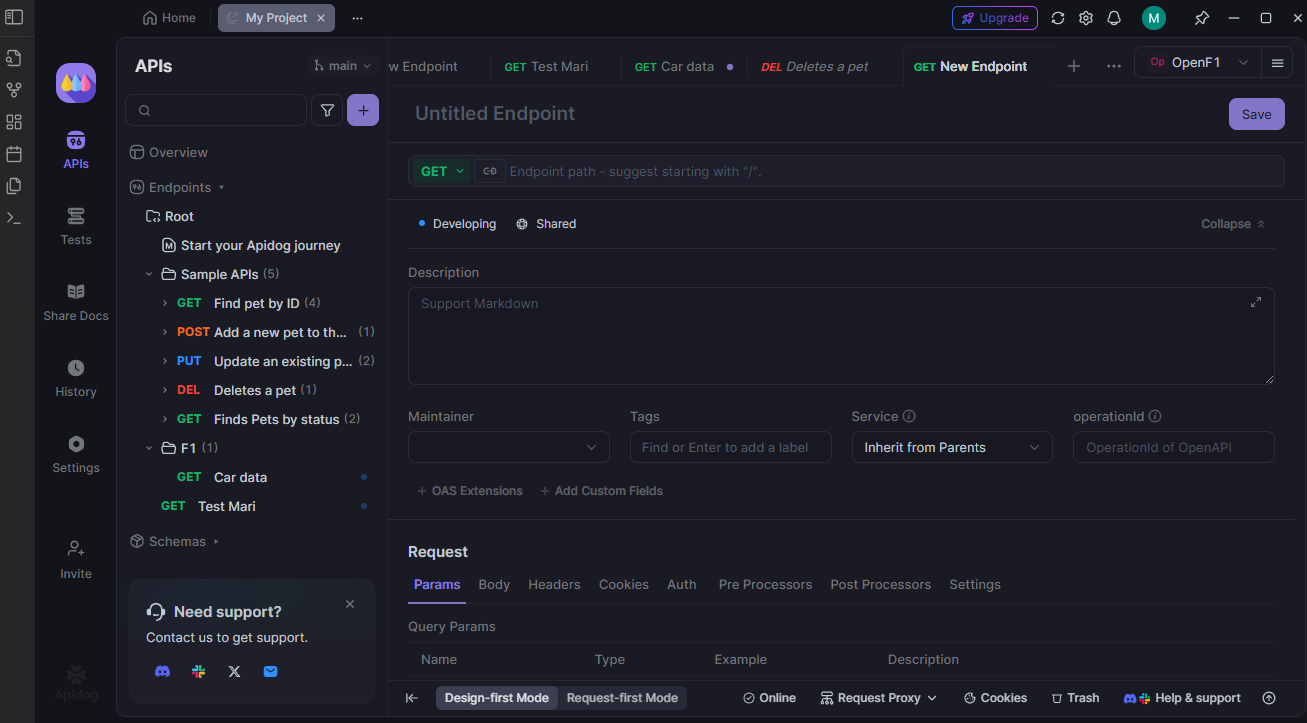 Home
My Project
Upgrade
M
APIs
main
w Endpoint
GET Test Mari
GET Car data
DEL Deletes a pet
GET New Endpoint
Op OpenF1
Untitled Endpoint
Save
GET
Endpoint path - suggest starting with "/".
APIs
Tests
Share Docs
History
Settings
Invite
Apidog
Overview
Endpoints
Root
Start your Apidog journey
Sample APIs (5)
GET Find pet by ID (4)
POST Add a new pet to th... (1)
PUT Update an existing p... (2)
DEL Deletes a pet (1)
GET Finds Pets by status (2)
F1 (1)
GET Car data
GET Test Mari
Schemas
Need support?
Contact us to get support.
Developing
Shared
Collapse
Description
Support Markdown
Maintainer
Tags
Service
operationId
Find or Enter to add a label
Inherit from Parents
OperationId of OpenAPI
+ OAS Extensions
+ Add Custom Fields
Request
Params
Body
Headers
Cookies
Auth
Pre Processors
Post Processors
Settings
Query Params
Name
Type
Example
Description
Design-first Mode
Request-first Mode
Online
Request Proxy
Cookies
Trash
Help & support